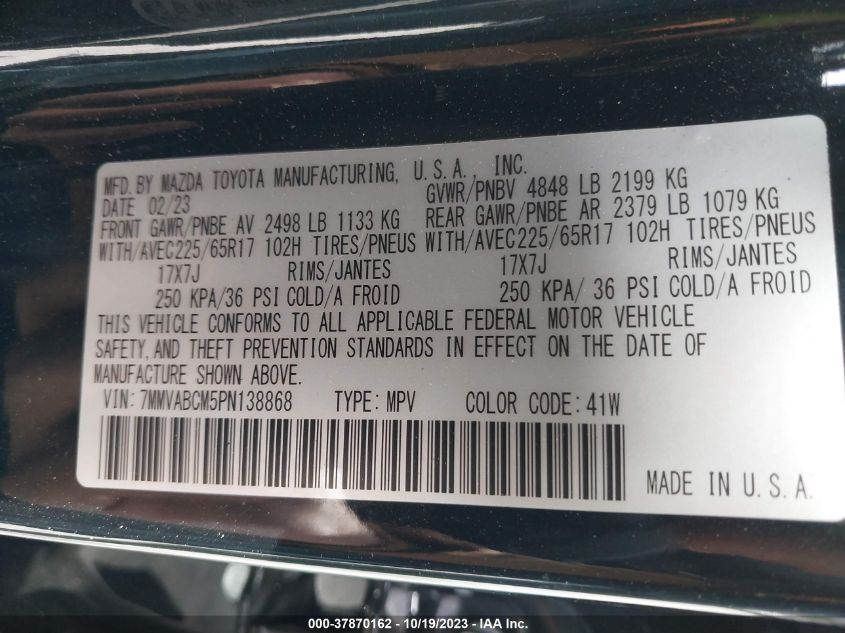 MFD. BY MAZDA TOYOTA MANUFACTURING, U.S.A., INC.
DATE 02/23 GVWR/PNBV 4848 LB 2199 KG
FRONT GAWR/PNBE AV 2498 LB 1133 KG REAR GAWR/PNBE AR 2379 LB 1079 KG
WITH/AVEC225/65R17 102H TIRES/PNEUS WITH/AVEC225/65R17 102H TIRES/PNEUS
17X7J RIMS/JANTES 17X7J RIMS/JANTES
250 KPA/36 PSI COLD/A FROID 250 KPA/ 36 PSI COLD/A FROID
THIS VEHICLE CONFORMS TO ALL APPLICABLE FEDERAL MOTOR VEHICLE
SAFETY, AND THEFT PREVENTION STANDARDS IN EFFECT ON THE DATE OF
MANUFACTURE SHOWN ABOVE.
VIN: 7MMVABCM5PN138868 TYPE: MPV COLOR CODE: 41W
MADE IN U.S.A.
000-37870162 - 10/19/2023 - IAA Inc.